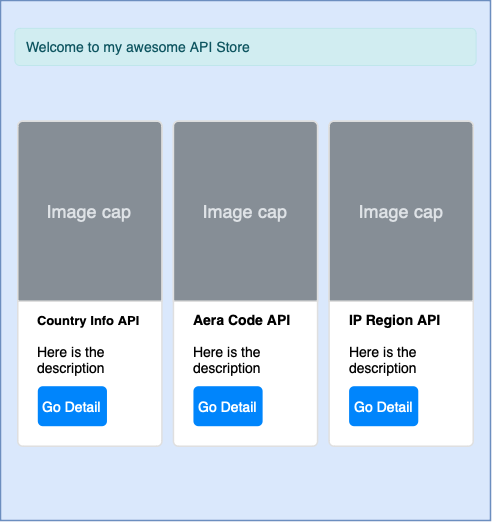 Welcome to my awesome API Store
Image cap
Image cap
Image cap
Country Info API
Here is the
description
Go Detail
Aera Code API
Here is the
description
Go Detail
IP Region API
Here is the
description
Go Detail